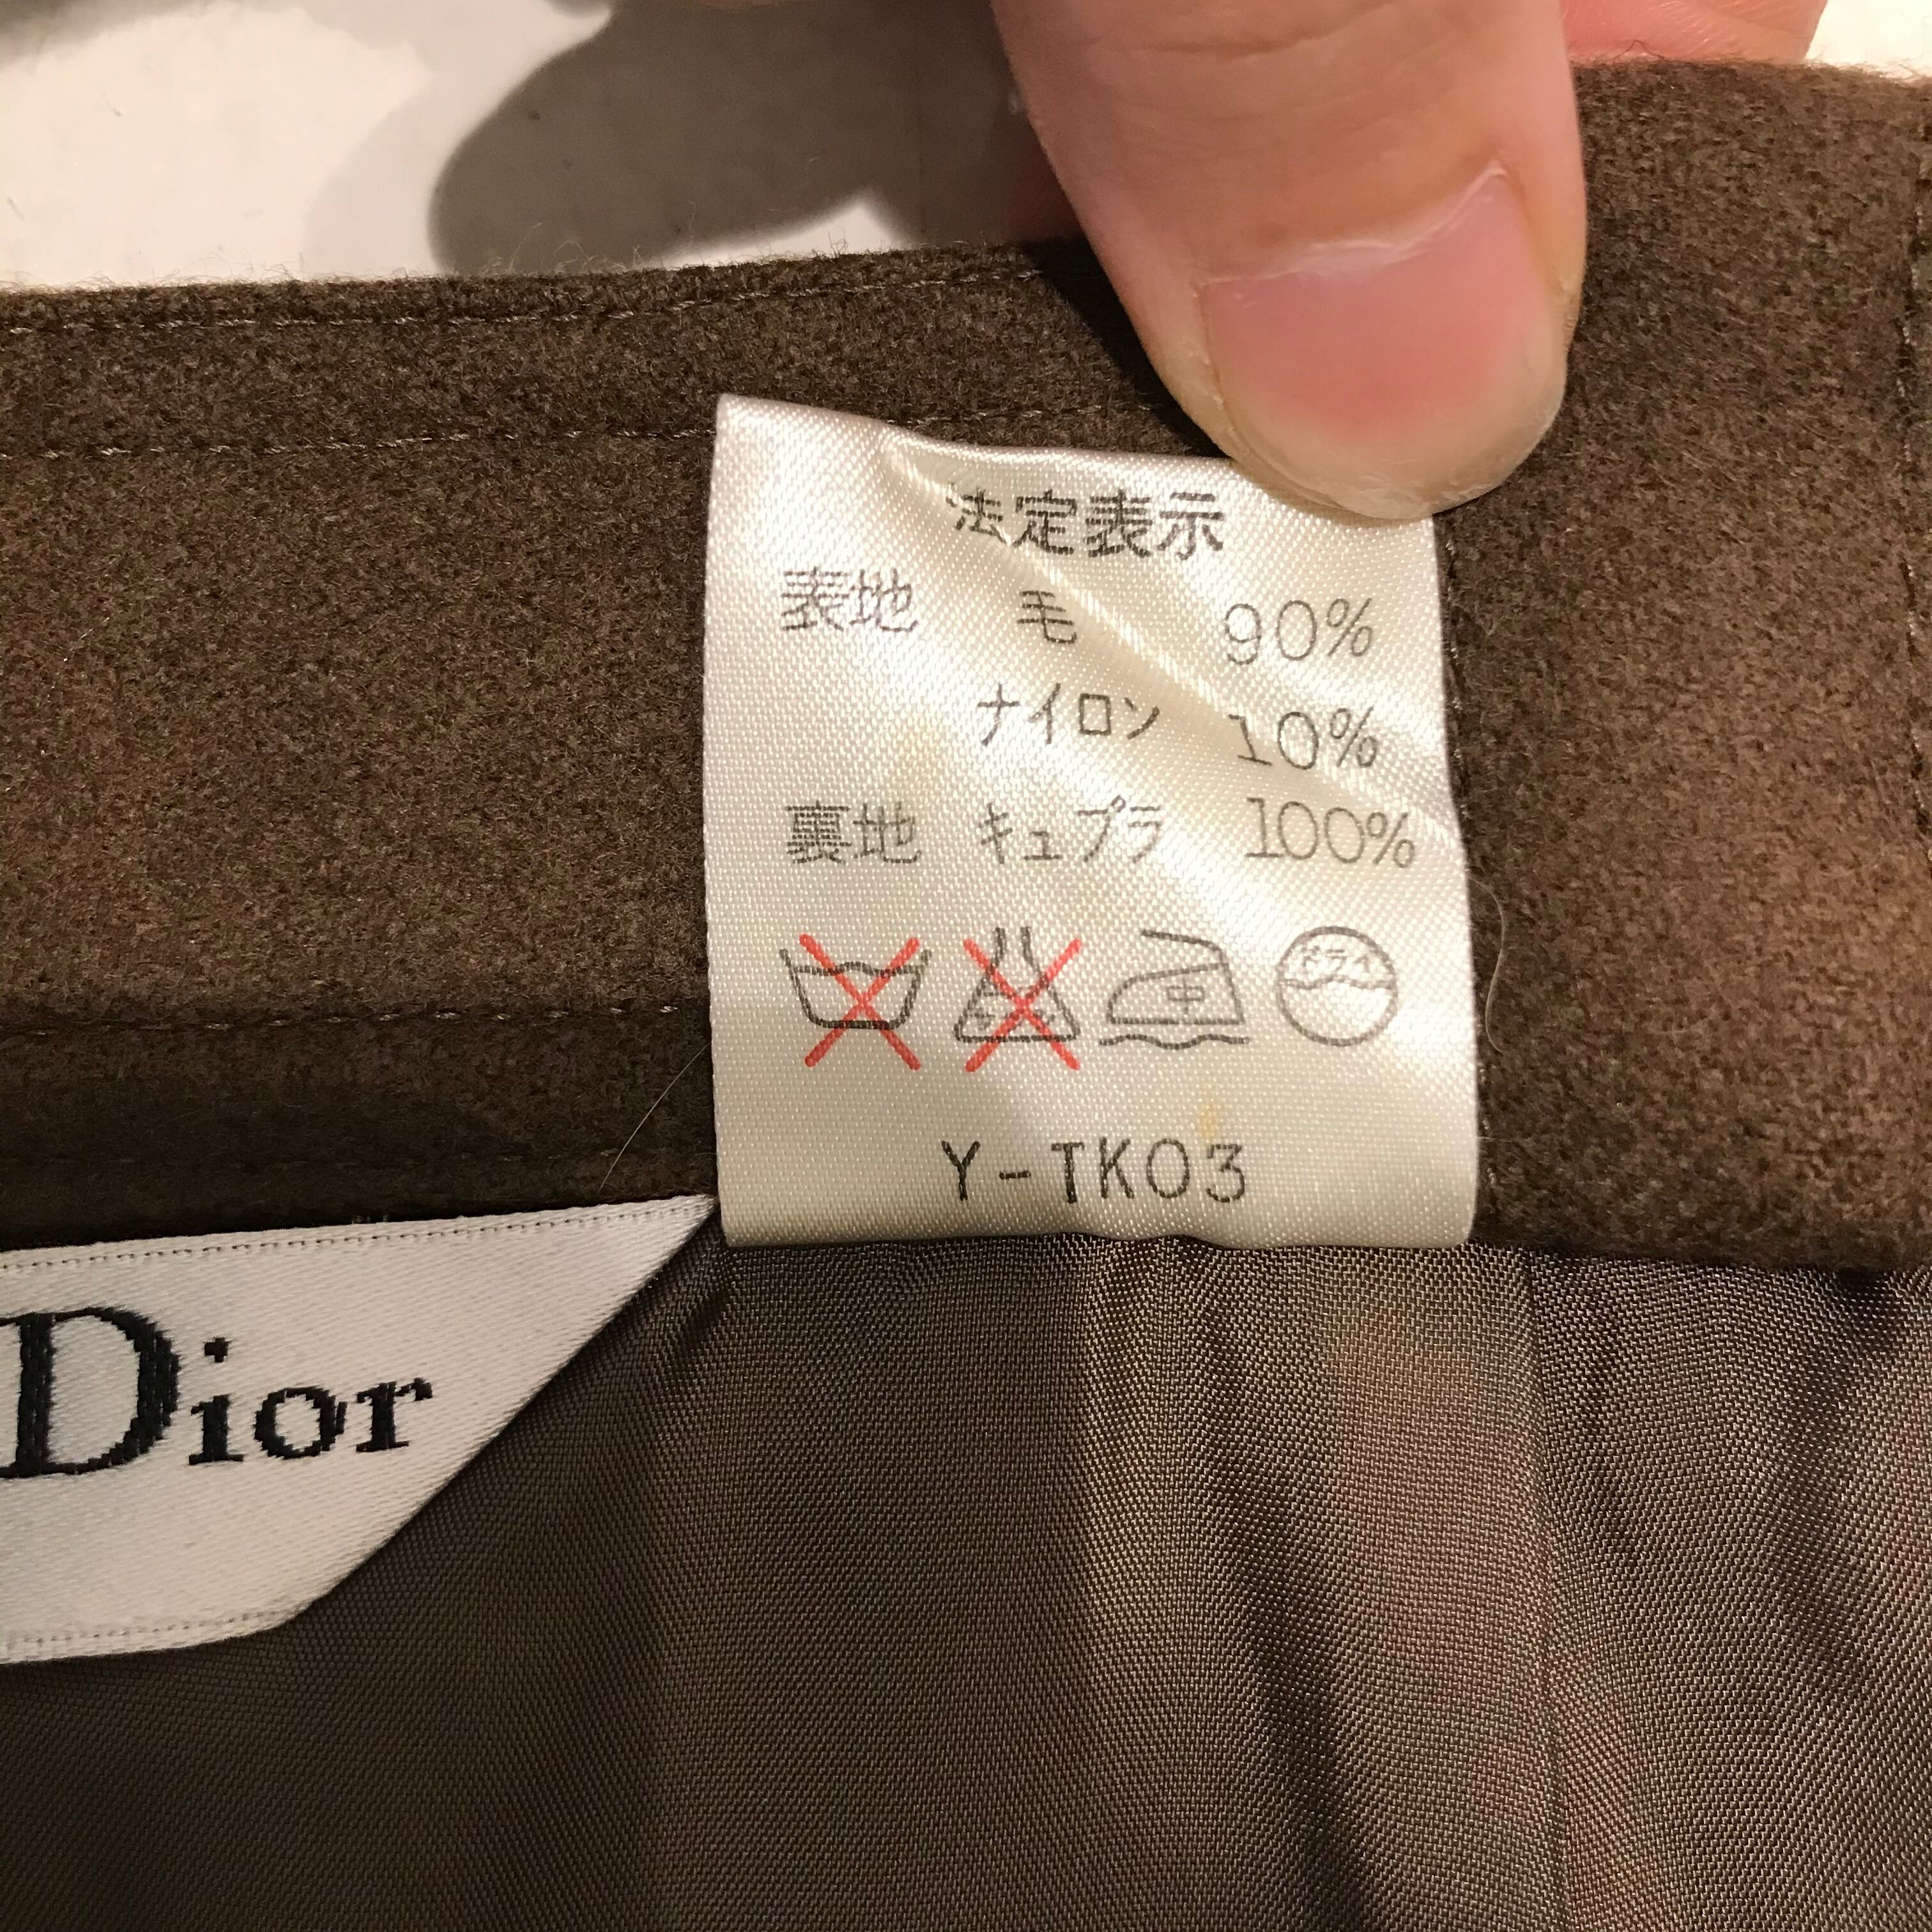 法定表示
表地 毛 90%
ナイロン 10%
裏地 キュプラ 100%
中 ドライ
Y-TK03
Dior